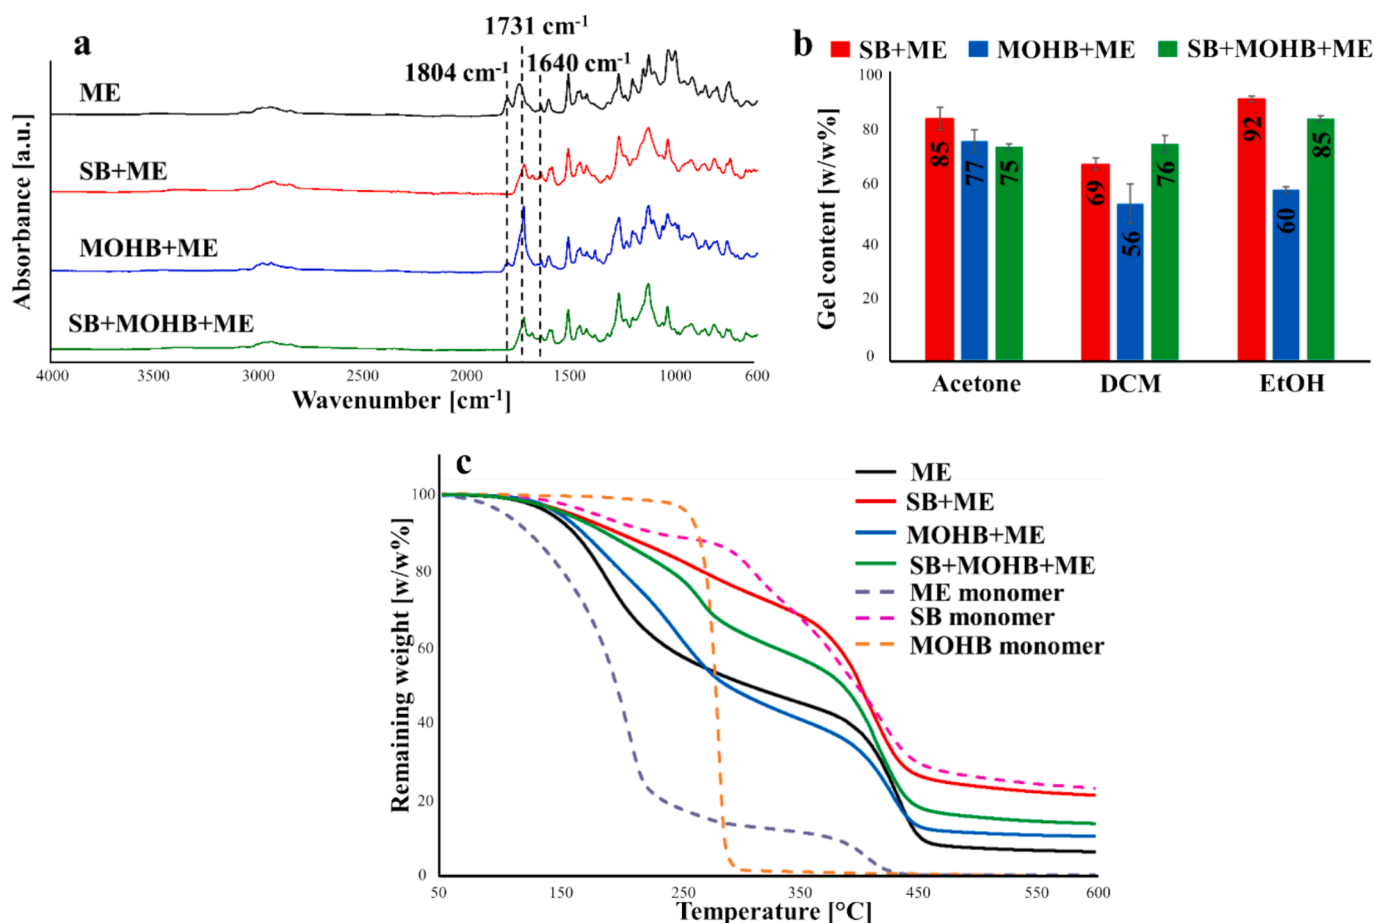 a
1731 cm-1
1804 cm-1
1640 cm-1
ME
SB+ME
MOHB+ME
SB+MOHB+ME
Absorbance [a.u.]
4000 3500 3000 2500 2000 1500 1000 600
Wavenumber [cm-1]
b
SB+ME MOHB+ME SB+MOHB+ME
Gel content [w/w%]
100
80
60
40
20
0
85 77 75
69 56 76
92 60 85
Acetone DCM EtOH
c
ME
SB+ME
MOHB+ME
SB+MOHB+ME
ME monomer
SB monomer
MOHB monomer
Remaining weight [w/w%]
100
80
60
40
20
0
50 150 250 350 450 550 600
Temperature [°C]